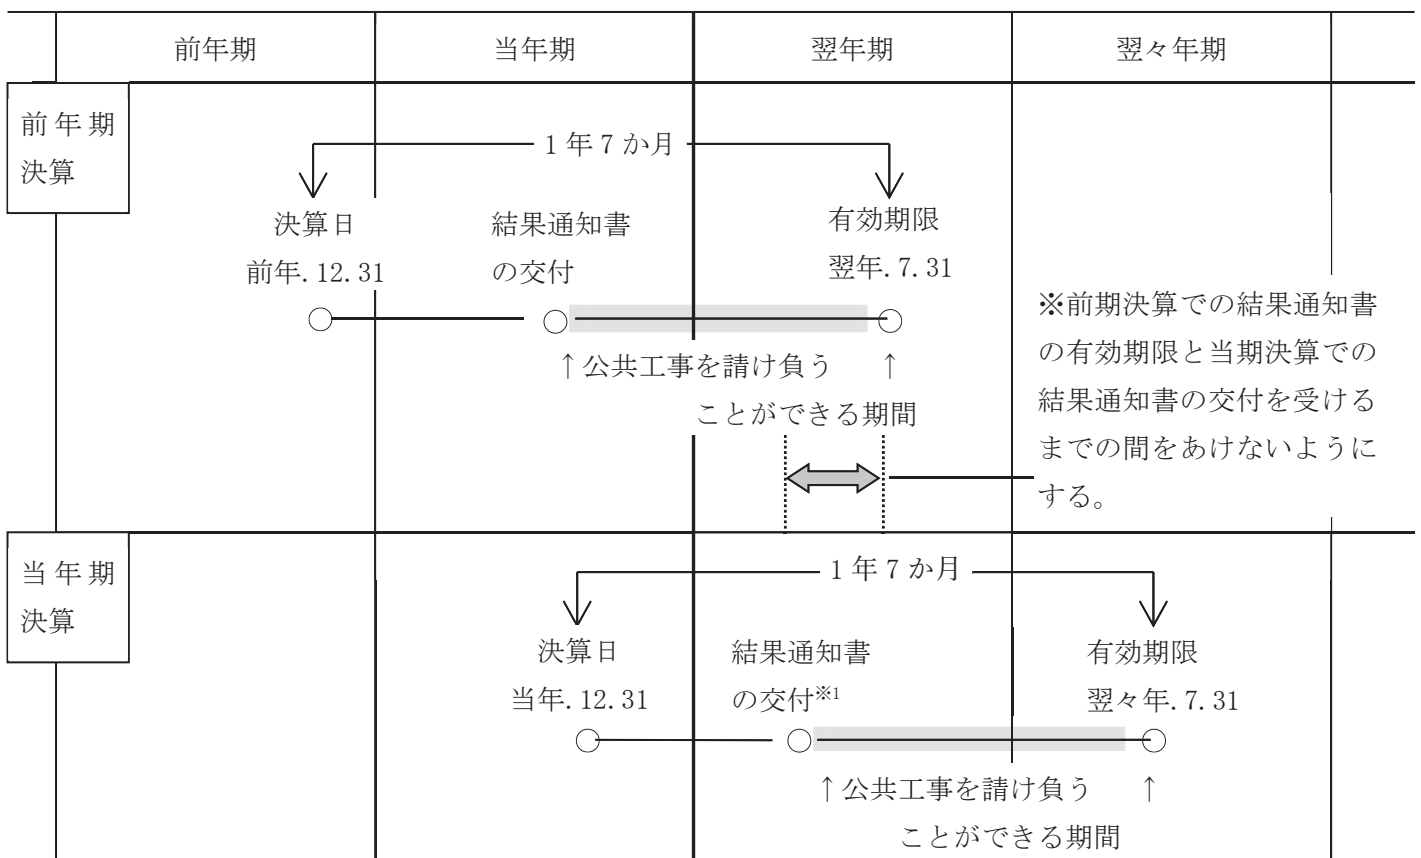 前年期
当年期
翌年期
翌々年期
前年期
決算
1年7か月
決算日
前年.12.31
結果通知書
の交付
有効期限
翌年.7.31
↑公共工事を請け負う ↑
ことができる期間
※前期決算での結果通知書
の有効期限と当期決算での
結果通知書の交付を受ける
までの間をあけないように
する。
当年期
決算
1年7か月
決算日
当年.12.31
結果通知書
の交付※1
有効期限
翌々年.7.31
↑公共工事を請け負う ↑
ことができる期間